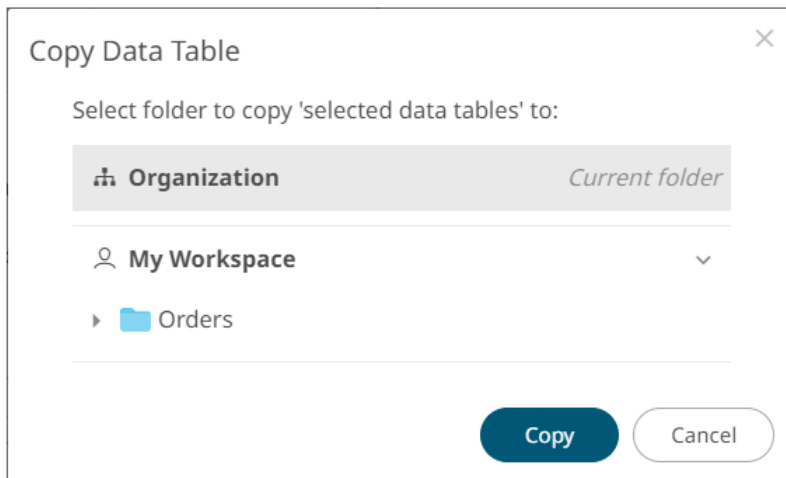 Copy Data Table
Select folder to copy 'selected data tables' to:
Organization Current folder
My Workspace
Orders
Copy Cancel